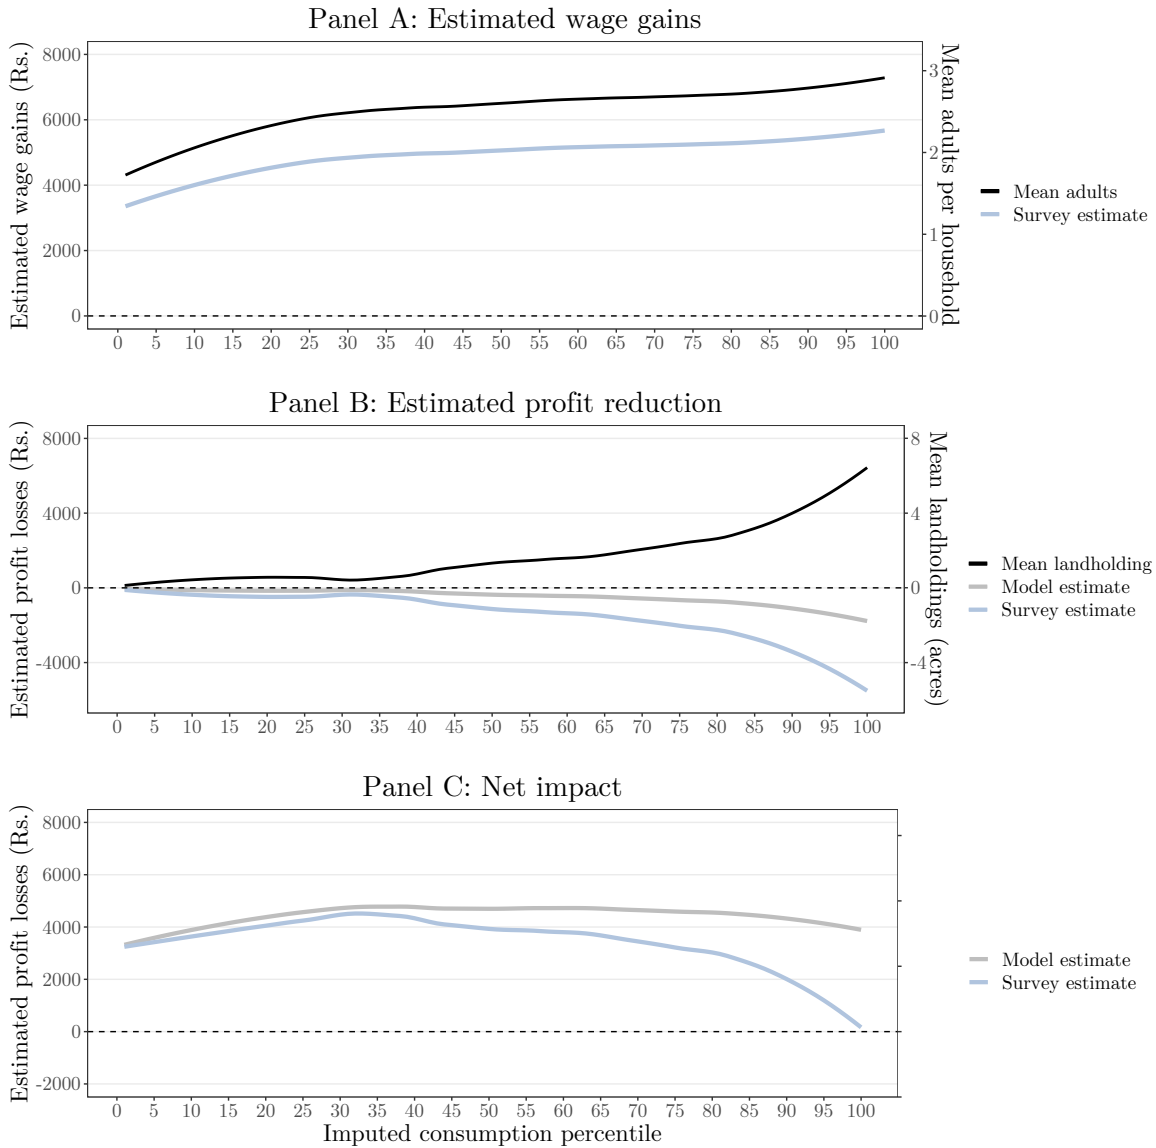 Panel A: Estimated wage gains
Estimated wage gains (Rs.)
8000
6000
4000
2000
0
3
2
1
0
Mean adults per household
0 5 10 15 20 25 30 35 40 45 50 55 60 65 70 75 80 85 90 95 100
Mean adults
Survey estimate
Panel B: Estimated profit reduction
Estimated profit losses (Rs.)
8000
4000
0
-4000
8
4
0
-4
Mean landholdings (acres)
0 5 10 15 20 25 30 35 40 45 50 55 60 65 70 75 80 85 90 95 100
Mean landholding
Model estimate
Survey estimate
Panel C: Net impact
Estimated profit losses (Rs.)
8000
6000
4000
2000
0
-2000
0 5 10 15 20 25 30 35 40 45 50 55 60 65 70 75 80 85 90 95 100
Imputed consumption percentile
Model estimate
Survey estimate